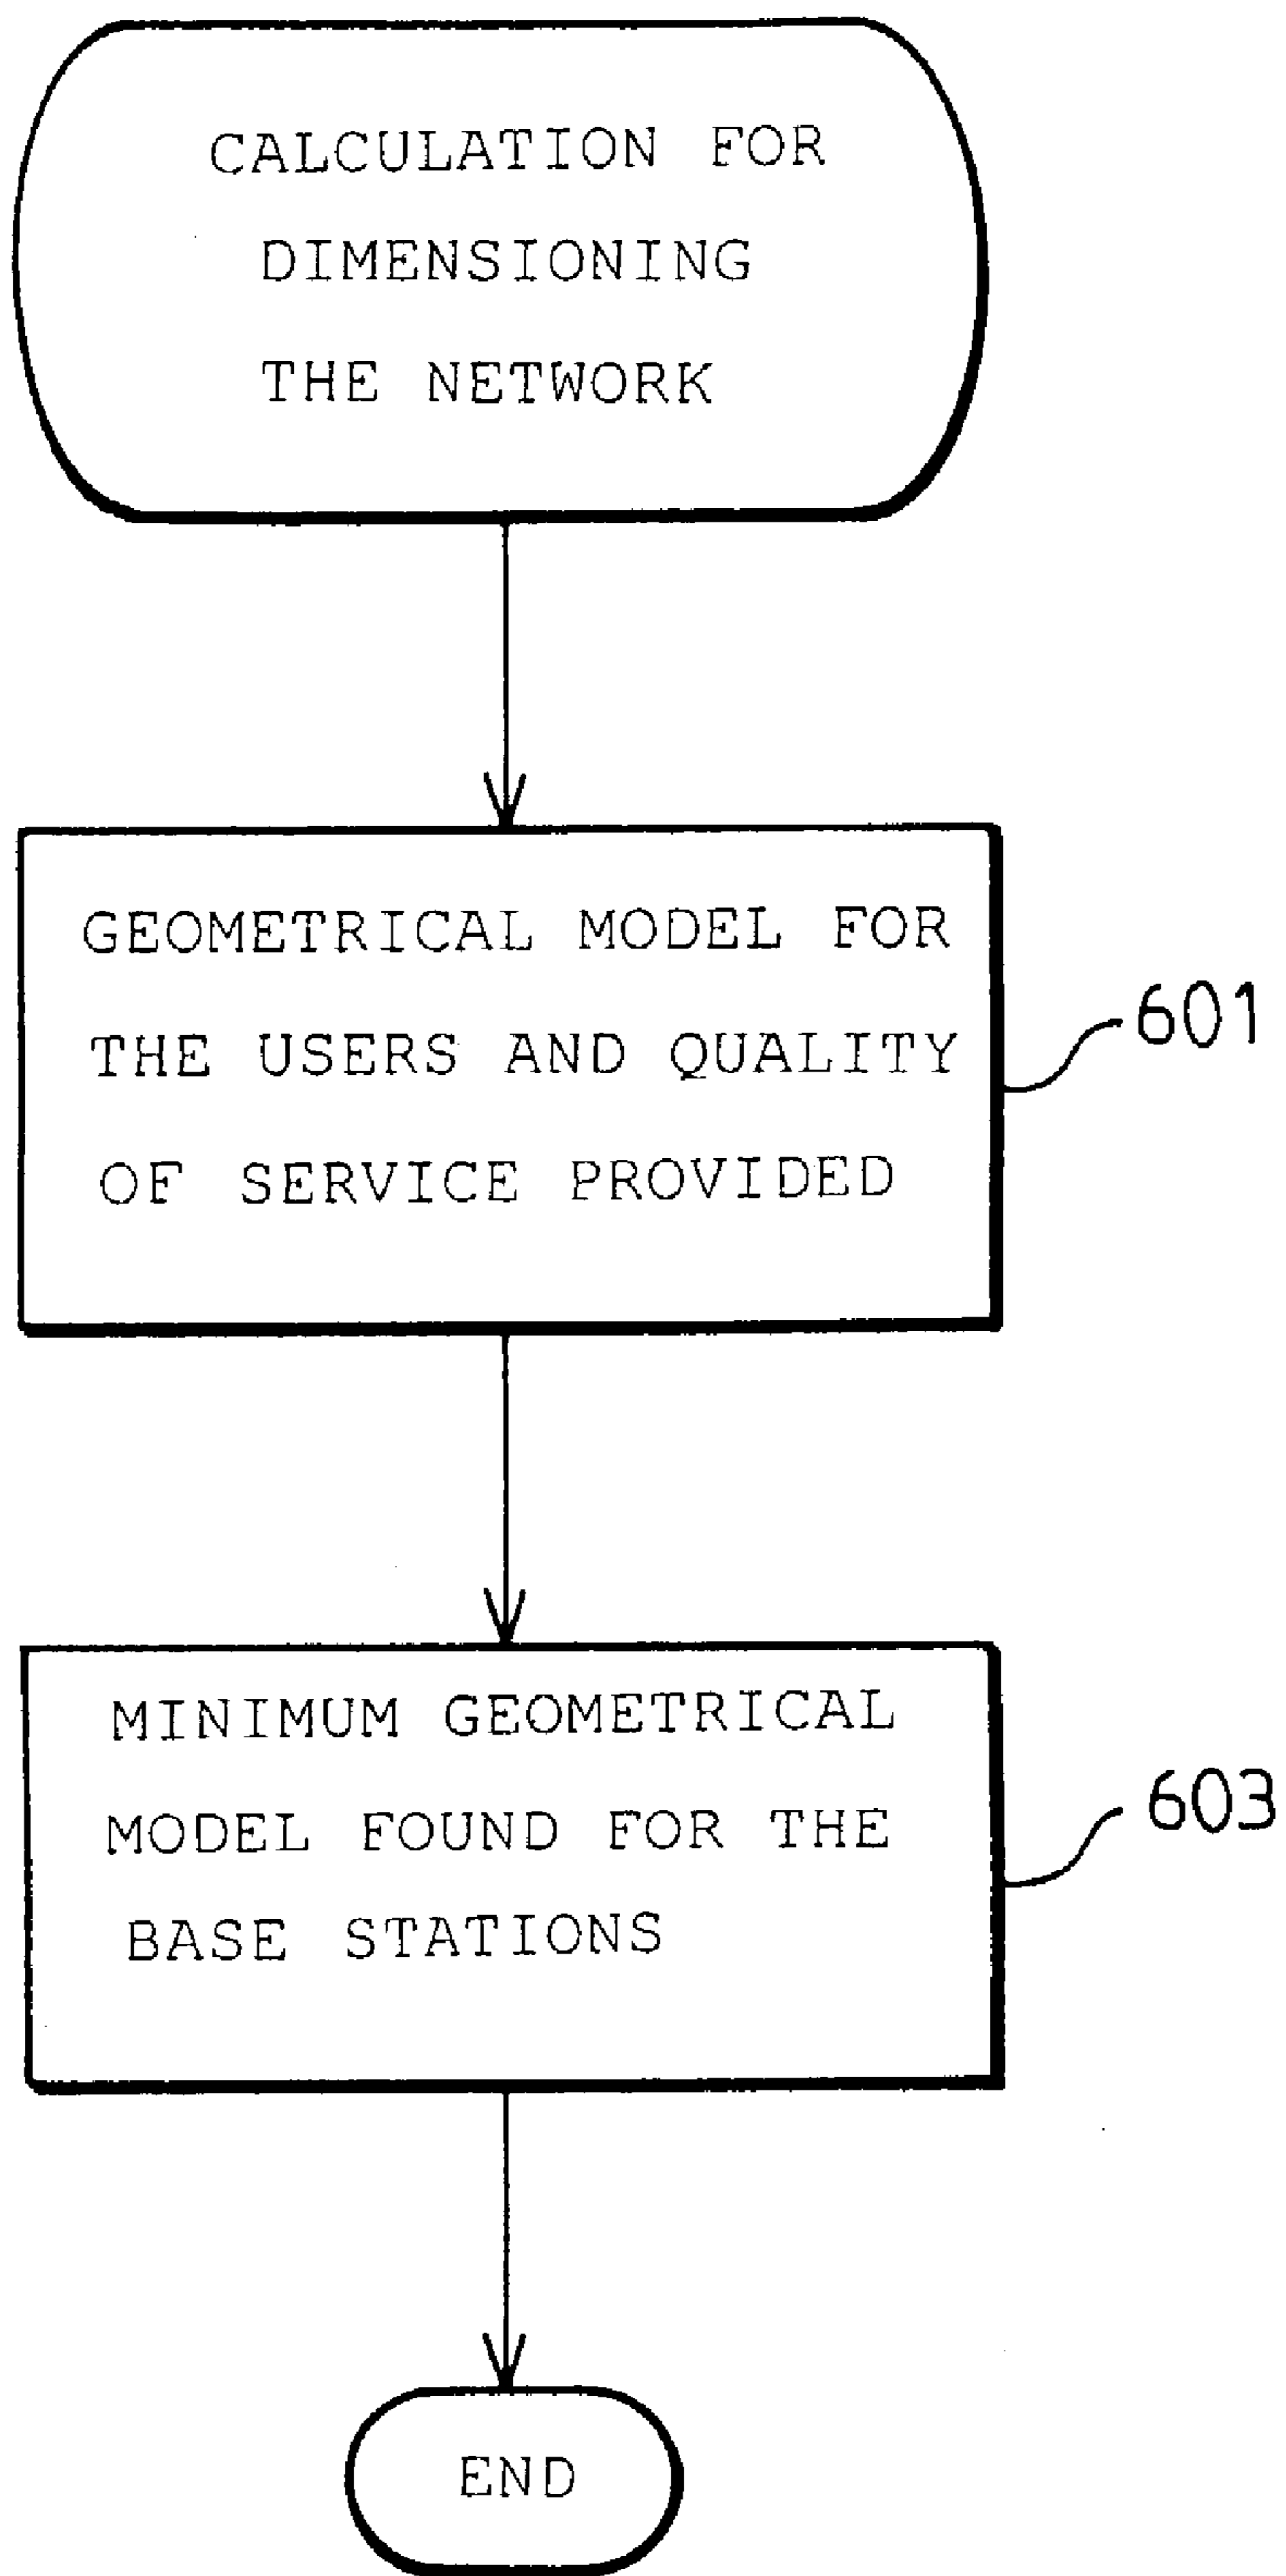 CALCULATION FOR
DIMENSIONING
THE NETWORK
GEOMETRICAL MODEL FOR
THE USERS AND QUALITY
OF SERVICE PROVIDED
601
MINIMUM GEOMETRICAL
MODEL FOUND FOR THE
BASE STATIONS
603
END